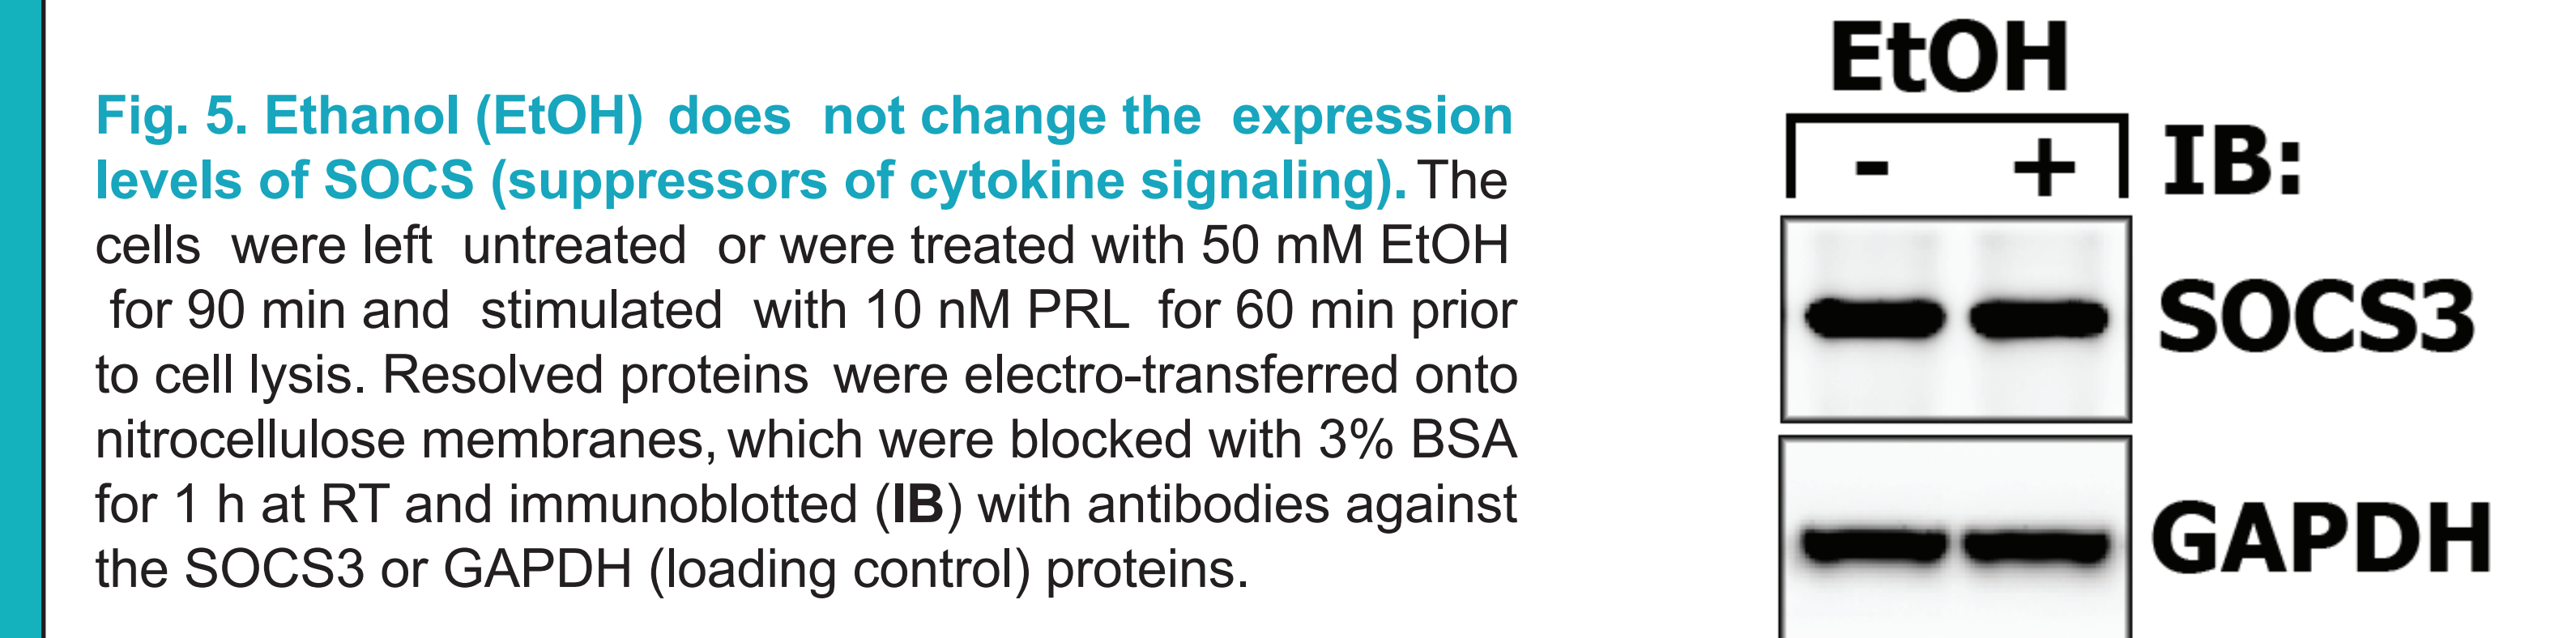 Fig. 5. Ethanol (EtOH) does not change the expression
levels of SOCS (suppressors of cytokine signaling). The
cells were left untreated or were treated with 50 mM EtOH
for 90 min and stimulated with 10 nM PRL for 60 min prior
to cell lysis. Resolved proteins were electro-transferred onto
nitrocellulose membranes, which were blocked with 3% BSA
for 1 h at RT and immunoblotted (IB) with antibodies against
the SOCS3 or GAPDH (loading control) proteins.
EtOH
- + IB:
SOCS3
GAPDH